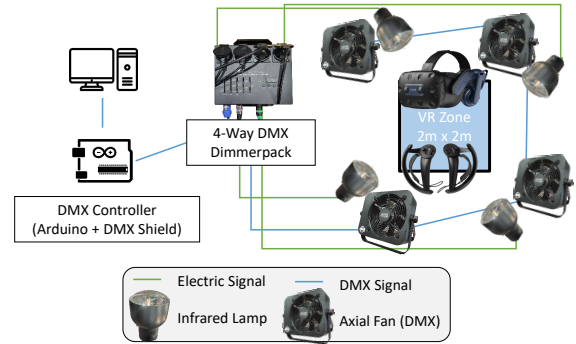 4-Way DMX
Dimmerpack
VR Zone
2m x 2m
DMX Controller
(Arduino + DMX Shield)
Electric Signal
DMX Signal
Infrared Lamp
Axial Fan (DMX)